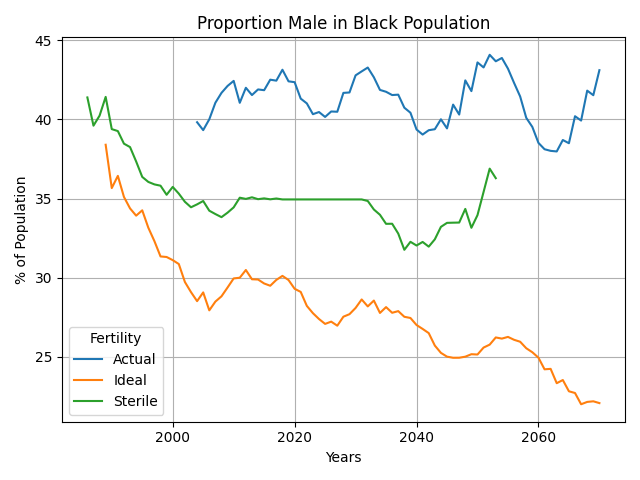 Proportion Male in Black Population
45
40
35
30
25
% of Population
Fertility
Actual
Ideal
Sterile
2000
2020
2040
2060
Years